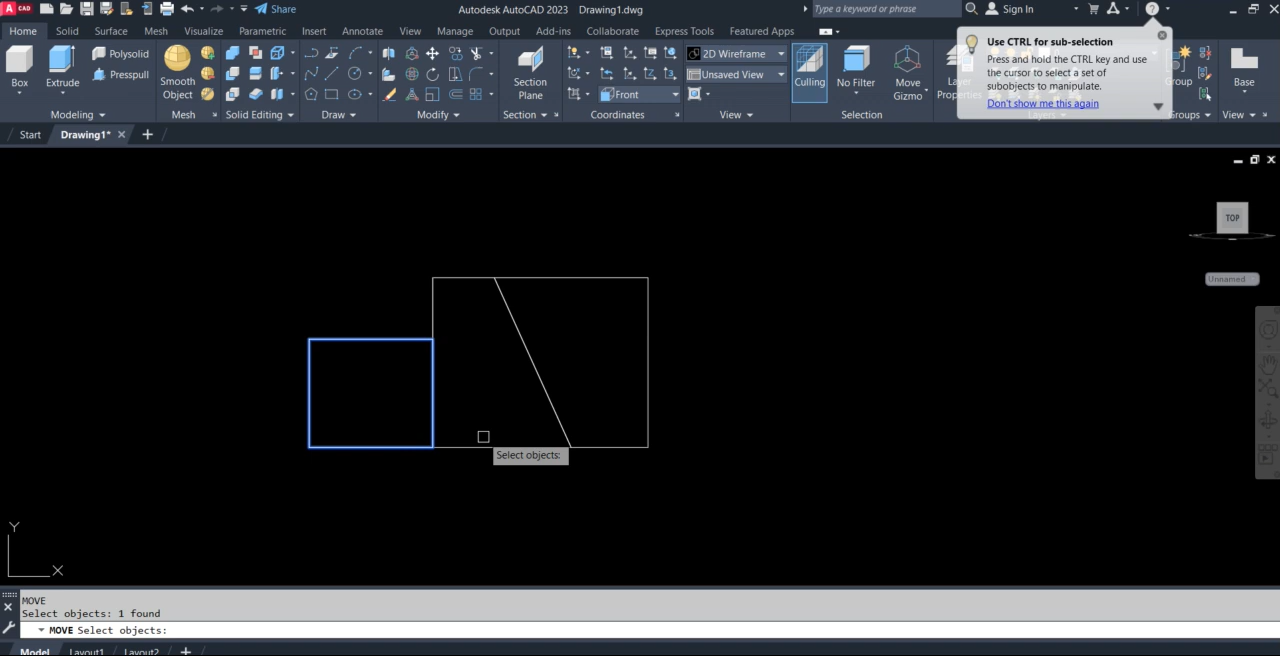 A CAD Share Autodesk AutoCAD 2023 Drawing1.dwg Type a keyword or phrase Sign In
Home Solid Surface Mesh Visualize Parametric Insert Annotate View Manage Output Add-ins Collaborate Express Tools Featured Apps
Use CTRL for sub-selection
Press and hold the CTRL key and use
the cursor to select a set of
subobjects to manipulate.
Don't show me this again
Polysolid
Presspull
Box
Extrude
Smooth
Object
Section
Plane
2D Wireframe
Unsaved View
Front
Culling
No Filter
Move
Gizmo
Layer
Properties
Group
Base
Modeling Mesh Solid Editing Draw Modify Section Coordinates View Selection Layers Groups View
Start Drawing1* +
TOP
Unnamed
Select objects:
Y
X
MOVE
Select objects: 1 found
MOVE Select objects:
Model Layout1 Layout2 +